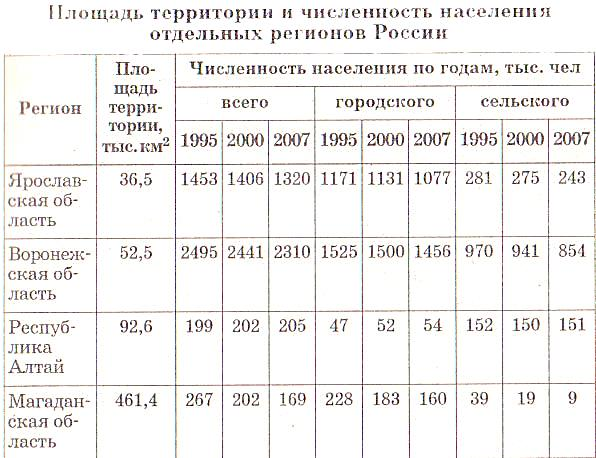 Площадь территории и численность населения
отдельных регионов России
Регион
Пло-
щадь
терри-
тории,
тыс. км²
Численность населения по годам, тыс. чел
всего городского сельского
1995 2000 2007 1995 2000 2007 1995 2000 2007
Ярослав- 36,5 1453 1406 1320 1171 1131 1077 281 275 243
ская об-
ласть
Воронеж- 52,5 2495 2441 2310 1525 1500 1456 970 941 854
ская об-
ласть
Респуб- 92,6 199 202 205 47 52 54 152 150 151
лика
Алтай
Магадан- 461,4 267 202 169 228 183 160 39 19 9
ская об-
ласть